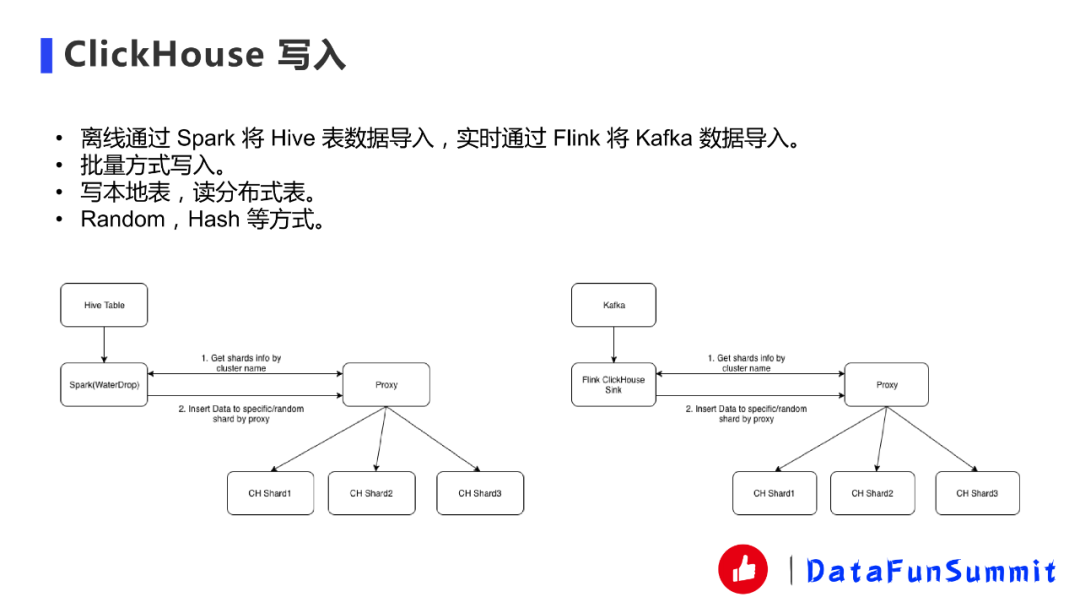 ClickHouse 写入
• 离线通过 Spark 将 Hive 表数据导入，实时通过 Flink 将 Kafka 数据导入。
• 批量方式写入。
• 写本地表，读分布式表。
• Random，Hash 等方式。
Hive Table
Spark(WaterDrop)
1. Get shards info by
cluster name
2. Insert Data to specific/random
shard by proxy
Proxy
CH Shard1
CH Shard2
CH Shard3
Kafka
Flink ClickHouse
Sink
1. Get shards info by
cluster name
2. Insert Data to specific/random
shard by proxy
Proxy
CH Shard1
CH Shard2
CH Shard3
DataFunSummit